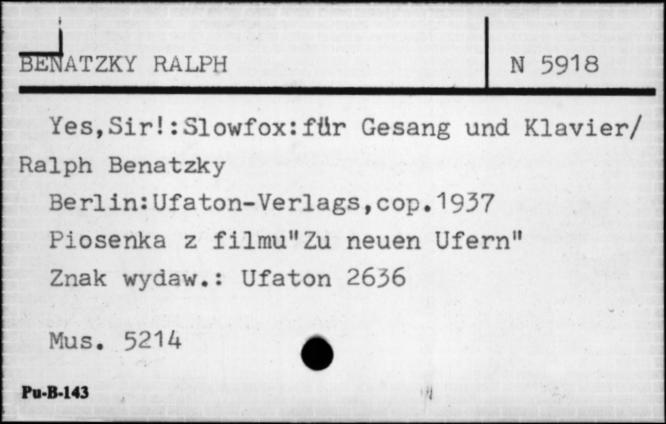 BENATZKY RALPH N 5918
Yes,Sir!:Slowfox:für Gesang und Klavier/
Ralph Benatzky
Berlin:Ufaton-Verlags,cop.1937
Piosenka z filmu"Zu neuen Ufern"
Znak wydaw.: Ufaton 2636
Mus. 5214
Pu-B-143